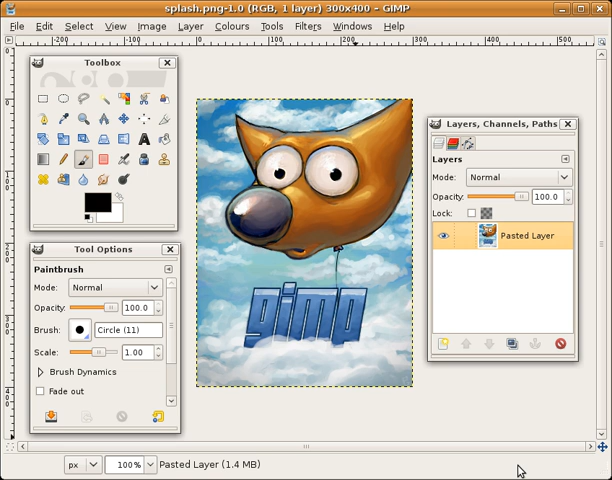 splash.png-1.0 (RGB, 1 layer) 300x400 – GIMP
File Edit Select View Image Layer Colours Tools Filters Windows Help
-200 -100 0 100 200 300 400 500
Toolbox
Tool Options
Paintbrush
Mode: Normal
Opacity: 100.0
Brush: Circle (11)
Scale: 1.00
Brush Dynamics
Fade out
gimp
Layers, Channels, Paths
Layers
Mode: Normal
Opacity: 100.0
Lock:
Pasted Layer
px 100% Pasted Layer (1.4 MB)